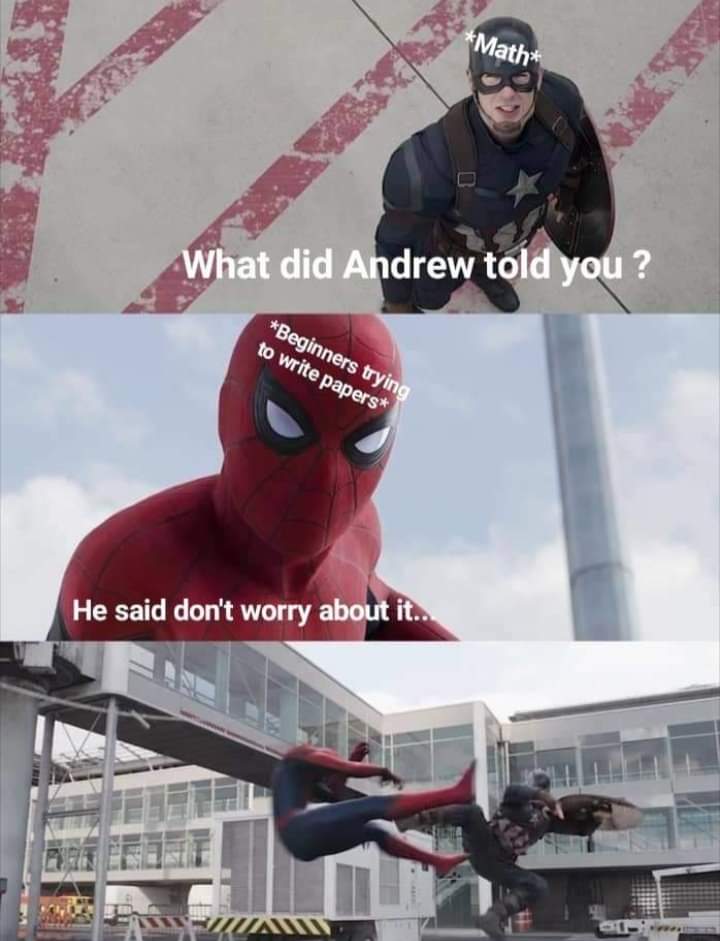 *Math*
What did Andrew told you ?
*Beginners trying
to write papers*
He said don't worry about it...